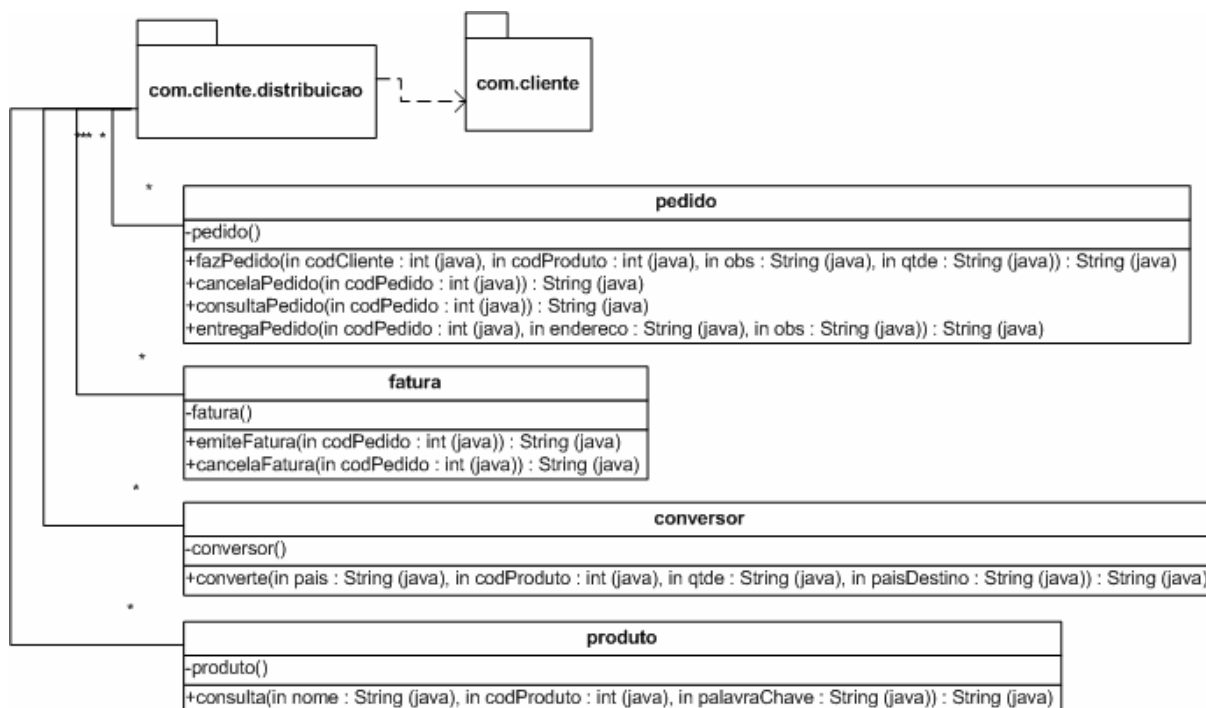 com.cliente.distribuicao
com.cliente
*** *
*
pedido
-pedido()
+fazPedido(in codCliente : int (java), in codProduto : int (java), in obs : String (java), in qtde : String (java)) : String (java)
+cancelaPedido(in codPedido : int (java)) : String (java)
+consultaPedido(in codPedido : int (java)) : String (java)
+entregaPedido(in codPedido : int (java), in endereco : String (java), in obs : String (java)) : String (java)
*
fatura
-fatura()
+emiteFatura(in codPedido : int (java)) : String (java)
+cancelaFatura(in codPedido : int (java)) : String (java)
*
conversor
-conversor()
+converte(in pais : String (java), in codProduto : int (java), in qtde : String (java), in paisDestino : String (java)) : String (java)
*
produto
-produto()
+consulta(in nome : String (java), in codProduto : int (java), in palavraChave : String (java)) : String (java)